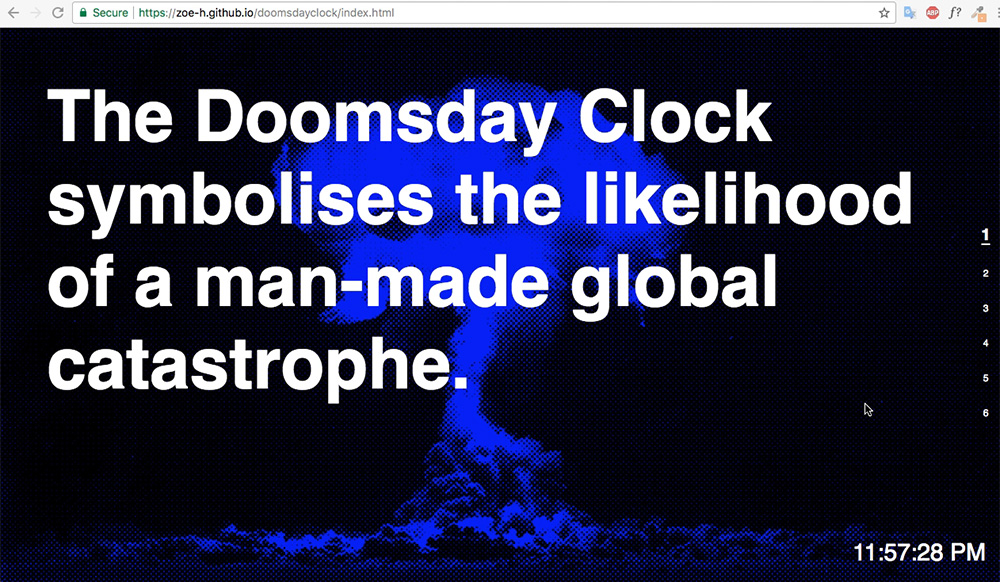 Secure https://zoe-h.github.io/doomsdayclock/index.html
ABP
f?
The Doomsday Clock
symbolises the likelihood
of a man-made global
catastrophe.
1
2
3
4
5
6
11:57:28 PM